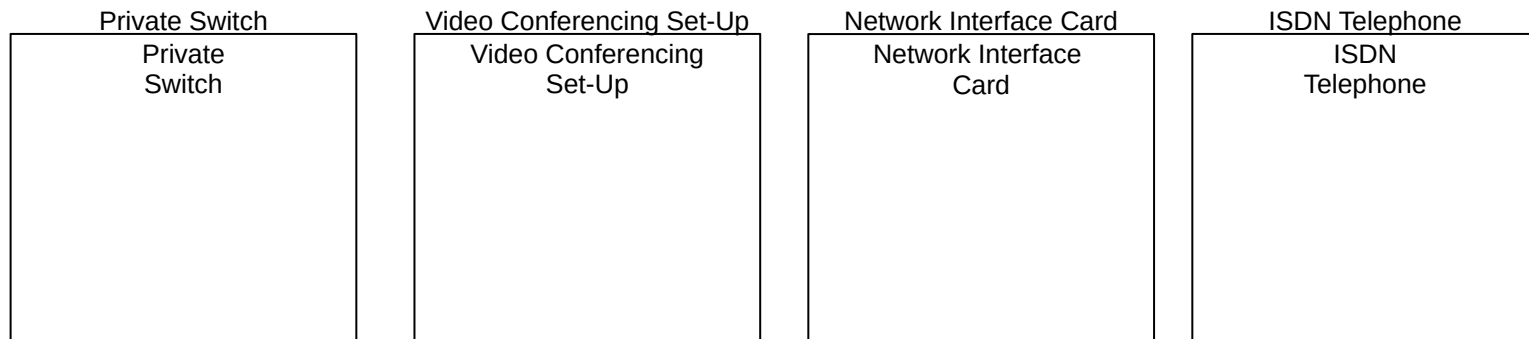 Private Switch
Private
Switch
Video Conferencing Set-Up
Video Conferencing
Set-Up
Network Interface Card
Network Interface
Card
ISDN Telephone
ISDN
Telephone